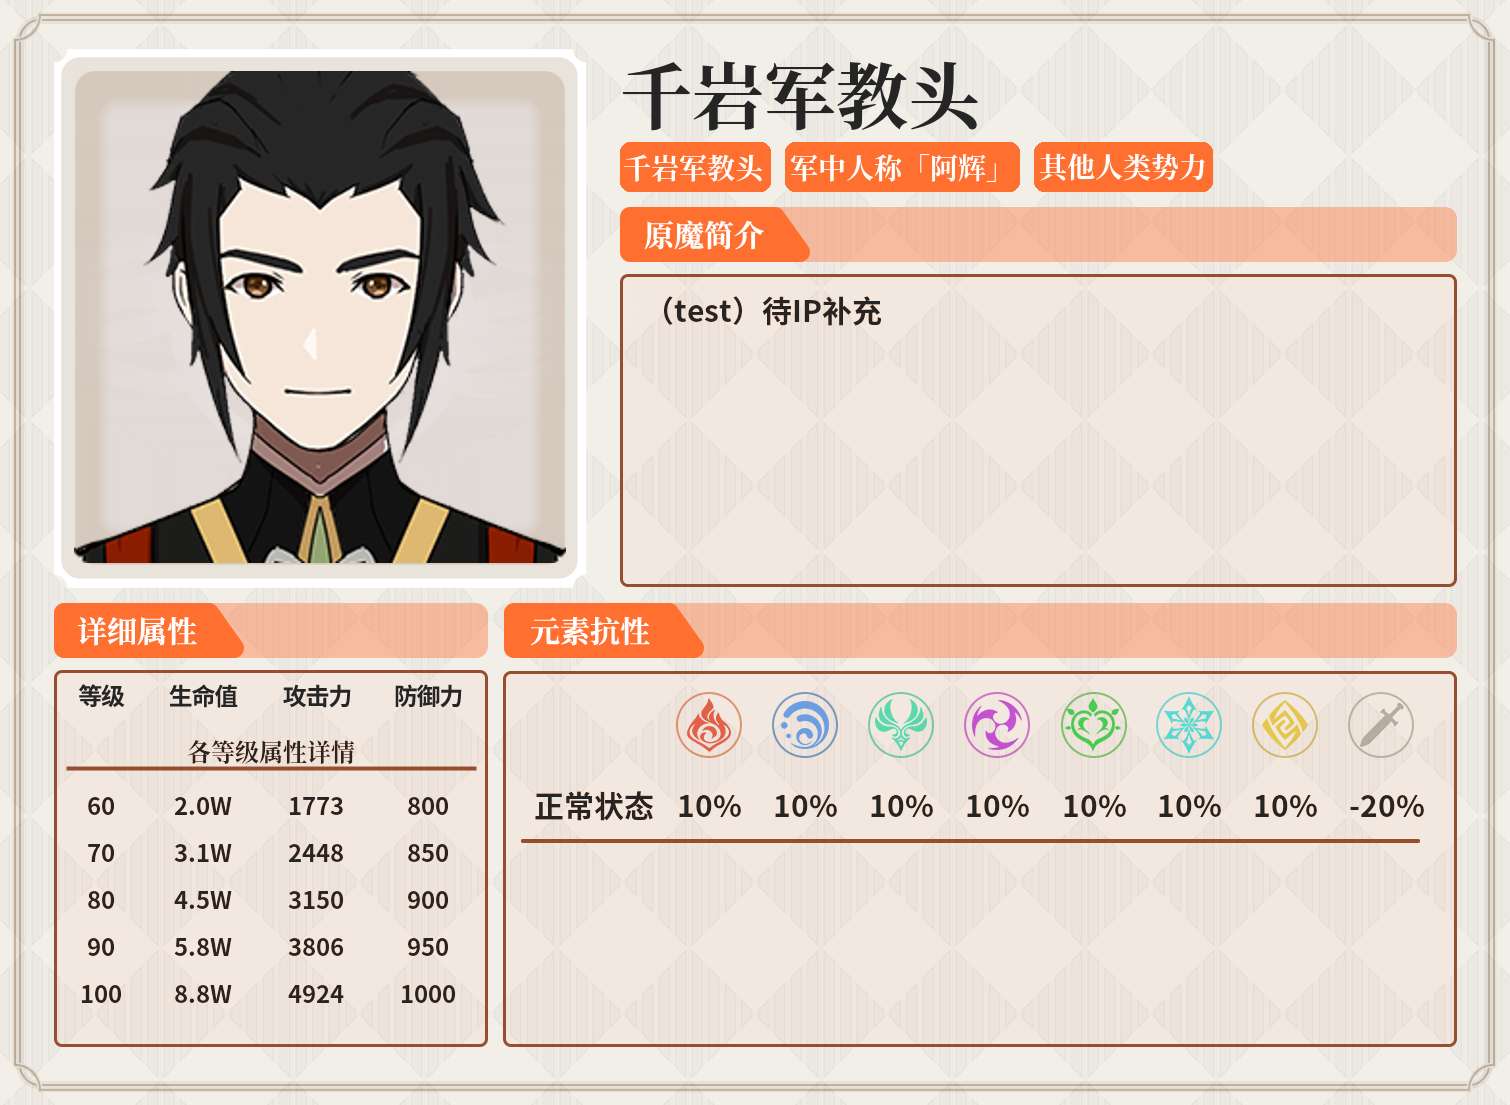 千岩军教头
千岩军教头 军中人称「阿辉」 其他人类势力
原魔简介
（test）待IP补充
详细属性
等级 生命值 攻击力 防御力
各等级属性详情
60 2.0W 1773 800
70 3.1W 2448 850
80 4.5W 3150 900
90 5.8W 3806 950
100 8.8W 4924 1000
元素抗性
正常状态 10% 10% 10% 10% 10% 10% 10% -20%